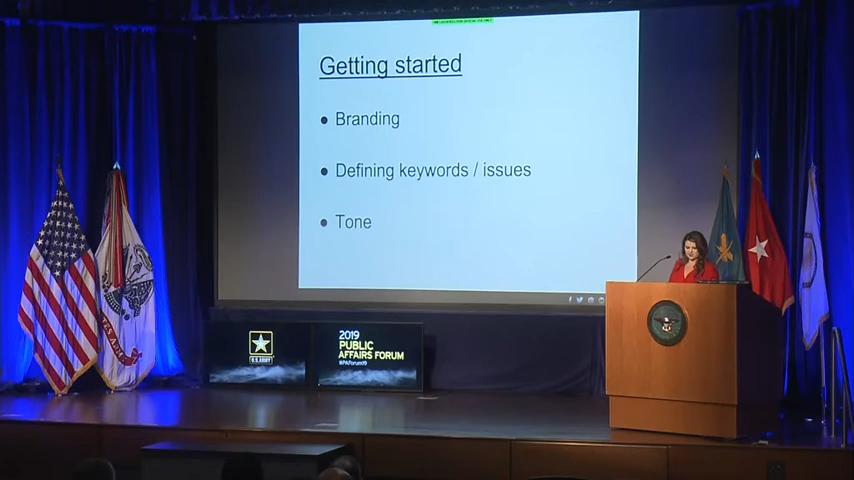 Getting started
• Branding
• Defining keywords / issues
• Tone
U.S. ARMY
2019
PUBLIC
AFFAIRS FORUM
#PAForum19